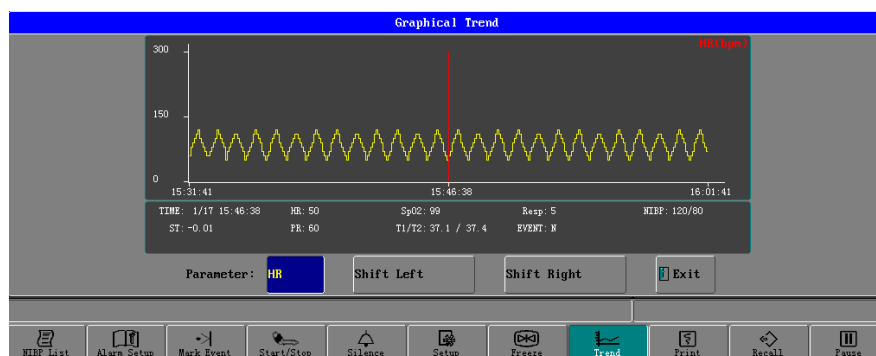 Graphical Trend
HR(bpm)
300
150
0
15:31:41 15:46:38 16:01:41
TIME: 1/17 15:46:38 HR: 50 SpO2: 99 Resp: 5 NIBP: 120/80
ST: -0.01 PR: 60 T1/T2: 37.1 / 37.4 EVENT: N
Parameter: HR Shift Left Shift Right Exit
NIBP List Alarm Setup Mark Event Start/Stop Silence Setup Freeze Trend Print Recall Pause